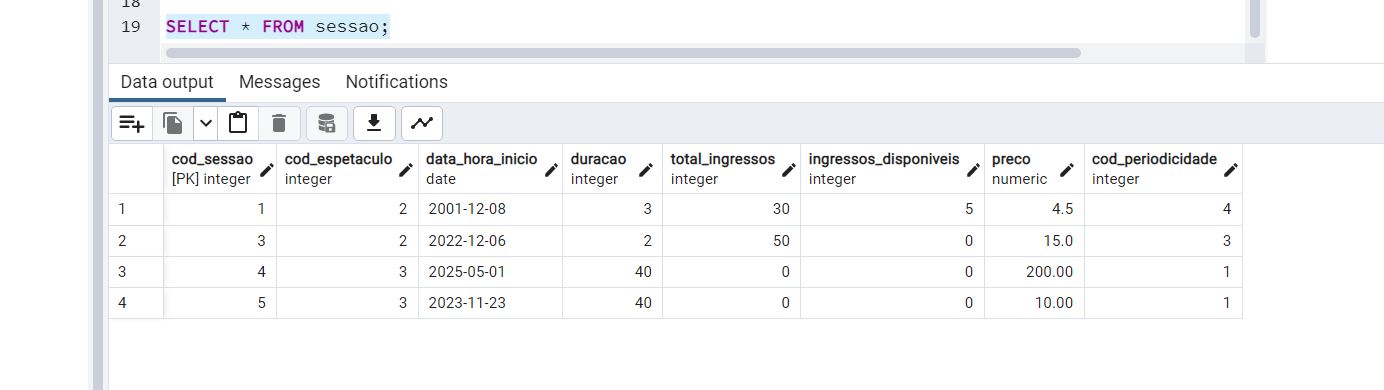 18
19 SELECT * FROM sessao;
Data output Messages Notifications
cod_sessao cod_espetaculo data_hora_inicio duracao total_ingressos ingressos_disponiveis preco cod_periodicidade
[PK] integer integer date integer integer integer numeric integer
1 1 2 2001-12-08 3 30 5 4.5 4
2 3 2 2022-12-06 2 50 0 15.0 3
3 4 3 2025-05-01 40 0 0 200.00 1
4 5 3 2023-11-23 40 0 0 10.00 1